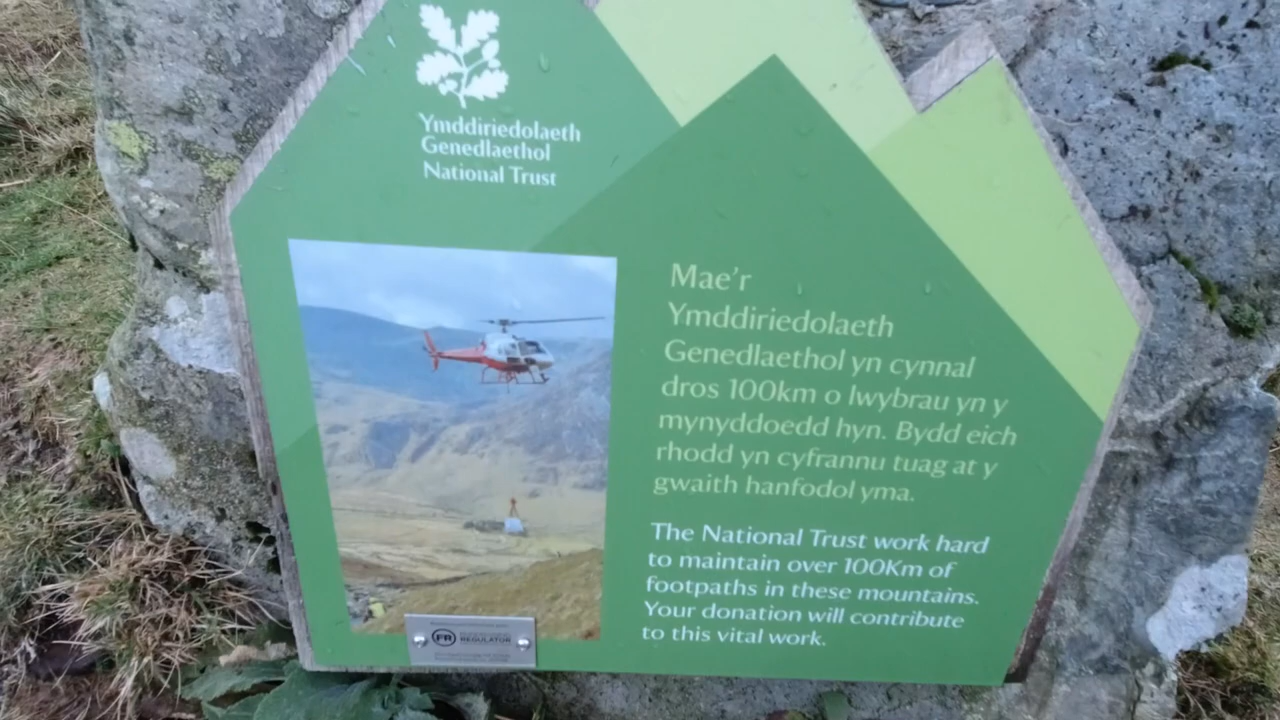 Ymddiriedolaeth
Genedlaethol
National Trust
Mae'r
Ymddiriedolaeth
Genedlaethol yn cynnal
dros 100km o lwybrau yn y
mynyddoedd hyn. Bydd eich
rhodd yn cyfrannu tuag at y
gwaith hanfodol yma.
The National Trust work hard
to maintain over 100Km of
footpaths in these mountains.
Your donation will contribute
to this vital work.
FR
REGULATOR